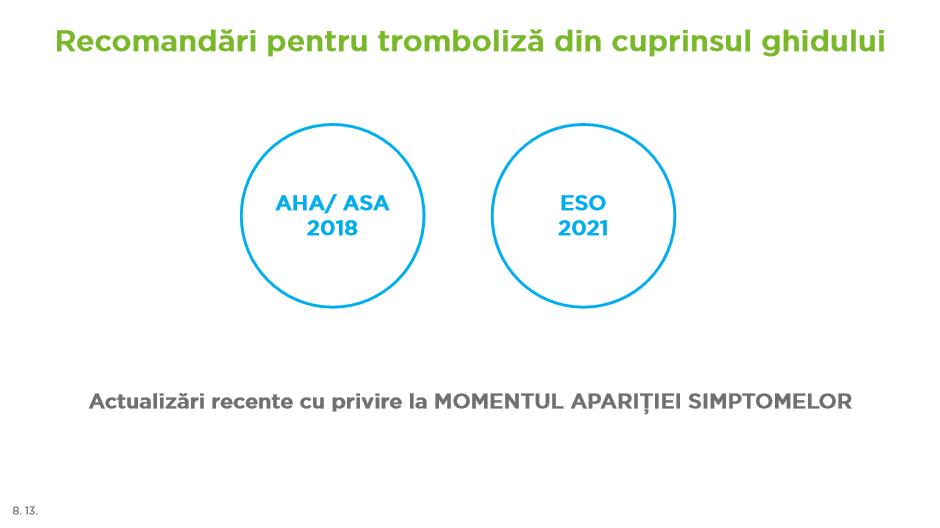 Recomandări pentru tromboliză din cuprinsul ghidului
AHA/ ASA
2018
ESO
2021
Actualizări recente cu privire la MOMENTUL APARIȚIEI SIMPTOMELOR
8. 13.